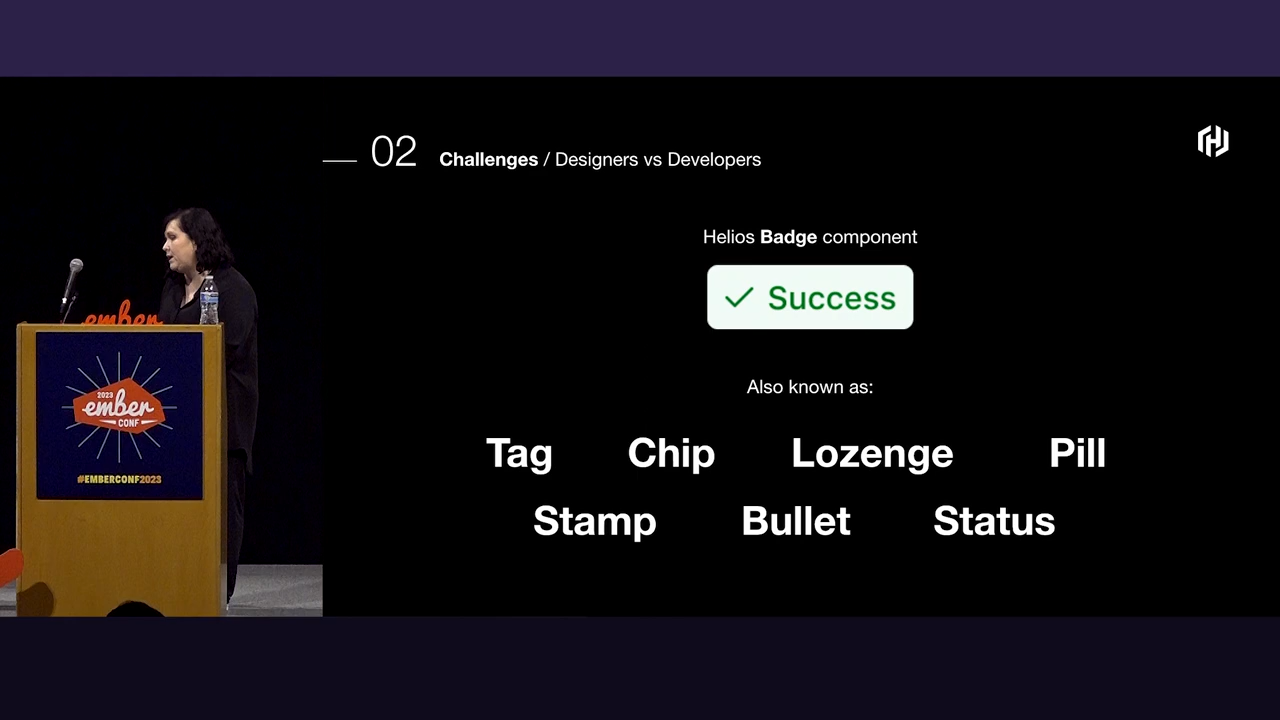 02 Challenges / Designers vs Developers
Helios Badge component
Success
Also known as:
Tag Chip Lozenge Pill
Stamp Bullet Status
ember
2023
ember
CONF
#EMBERCONF2023